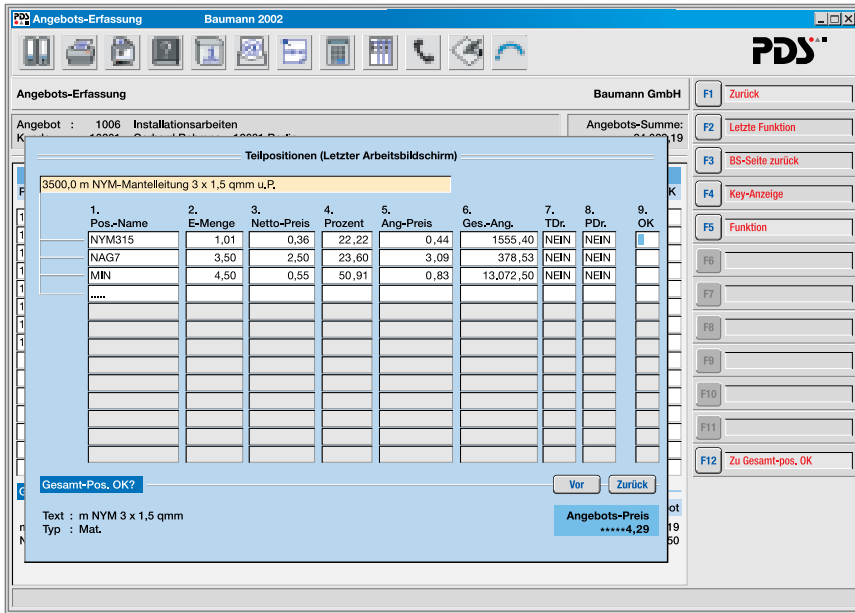 PDS Angebots-Erfassung Baumann 2002
PDS
Angebots-Erfassung Baumann GmbH
Angebot : 1006 Installationsarbeiten Angebots-Summe:
Teilpositionen (Letzter Arbeitsbildschirm)
3500,0 m NYM-Mantelleitung 3 x 1,5 qmm u.P.
1. 2. 3. 4. 5. 6. 7. 8. 9.
Pos.-Name E-Menge Netto-Preis Prozent Ang-Preis Ges.-Ang. TDr. PDr. OK
NYM315 1,01 0,36 22,22 0,44 1555,40 NEIN NEIN
NAG7 3,50 2,50 23,60 3,09 378,53 NEIN NEIN
MIN 4,50 0,55 50,91 0,83 13.072,50 NEIN NEIN
.....
Gesamt-Pos. OK? Vor Zurück
Text : m NYM 3 x 1,5 qmm
Typ : Mat.
Angebots-Preis
*****4,29
F1 Zurück
F2 Letzte Funktion
F3 BS-Seite zurück
F4 Key-Anzeige
F5 Funktion
F6
F7
F8
F9
F10
F11
F12 Zu Gesamt-pos. OK